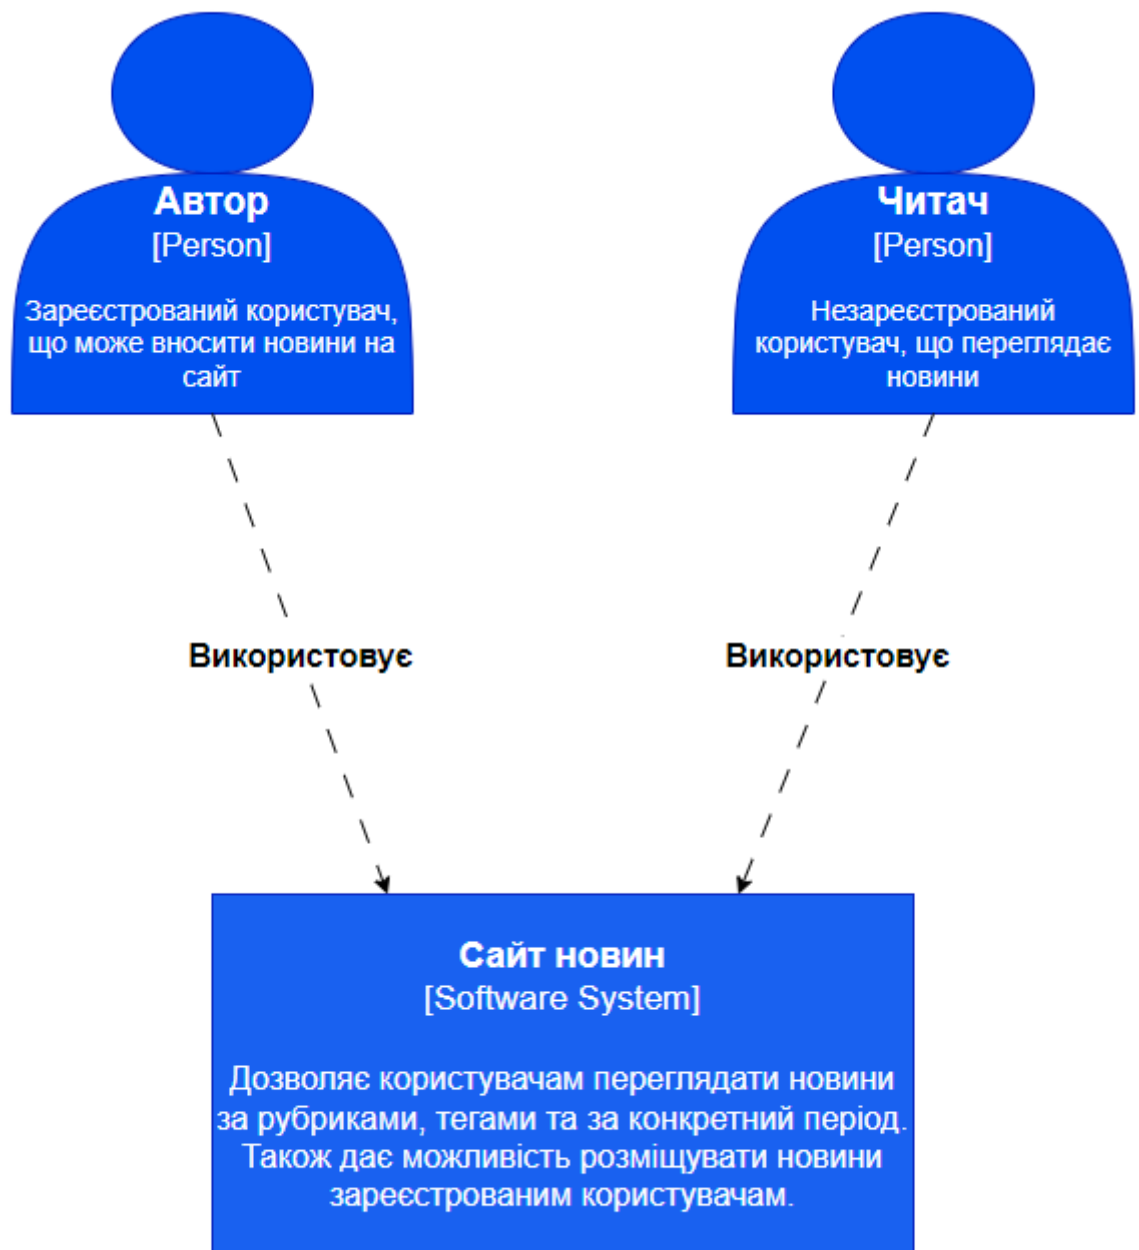 Автор
[Person]
Зареєстрований користувач,
що може вносити новини на
сайт
Читач
[Person]
Незареєстрований
користувач, що переглядає
новини
Використовує
Використовує
Сайт новин
[Software System]
Дозволяє користувачам переглядати новини
за рубриками, тегами та за конкретний період.
Також дає можливість розміщувати новини
зареєстрованим користувачам.